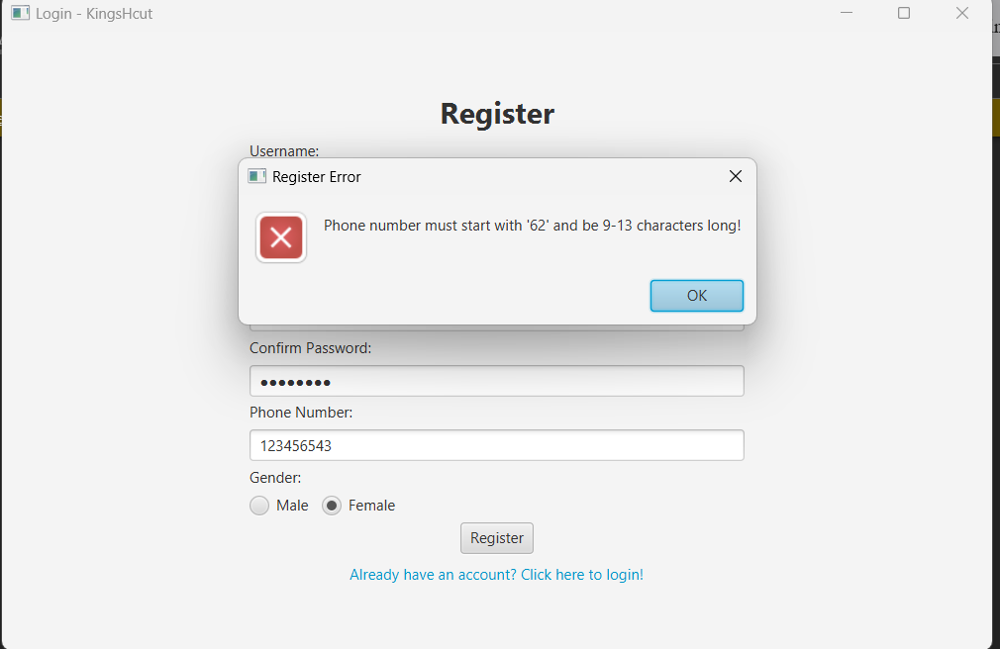 Login - KingsHcut
Register
Username:
Register Error
Phone number must start with '62' and be 9-13 characters long!
OK
Confirm Password:
Phone Number:
123456543
Gender:
Male Female
Register
Already have an account? Click here to login!